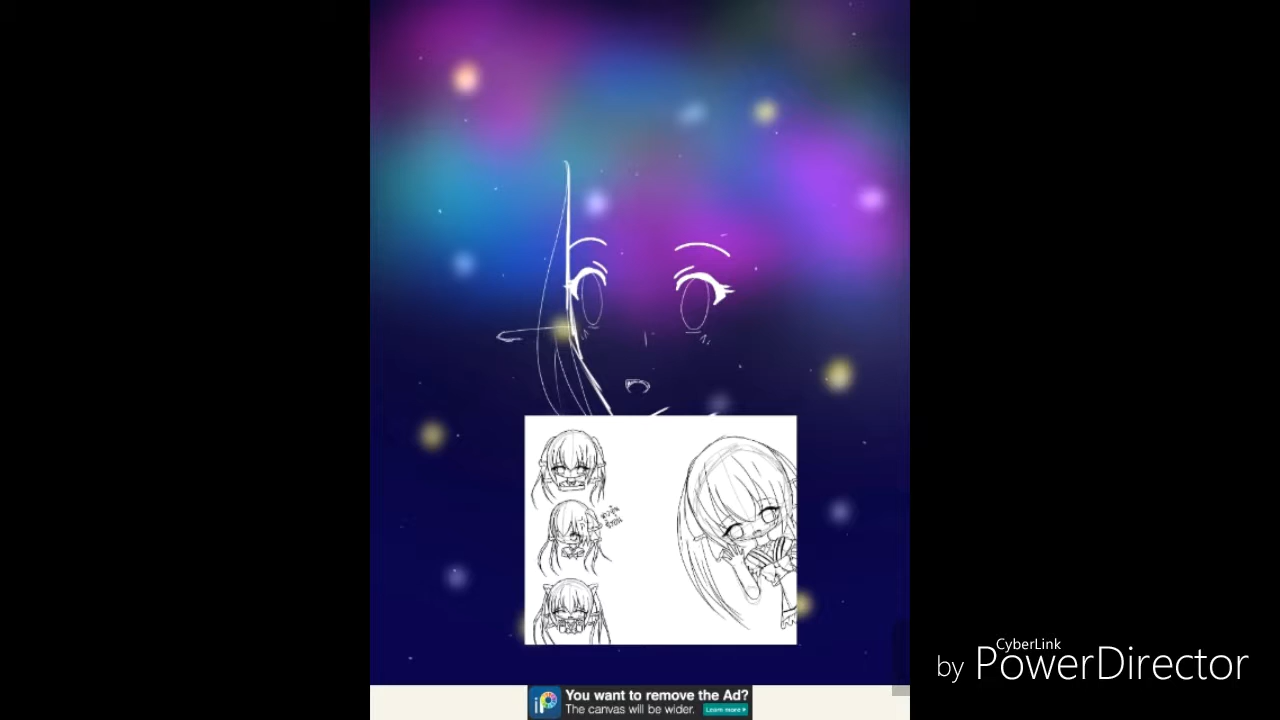 CyberLink
by PowerDirector
You want to remove the Ad?
The canvas will be wider.
Learn more